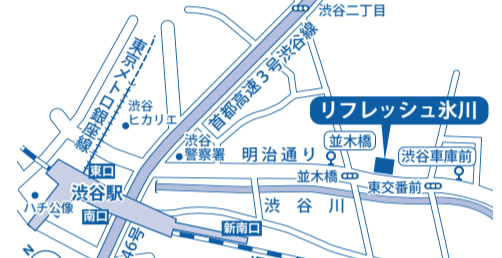 渋谷二丁目
東京メトロ銀座線
首都高速3号渋谷線
渋谷
ヒカリエ
リフレッシュ氷川
渋谷
警察署
明治通り
並木橋
渋谷車庫前
東口
並木橋
東交番前
渋谷駅
ハチ公像
渋谷川
南口
新南口
46号
N